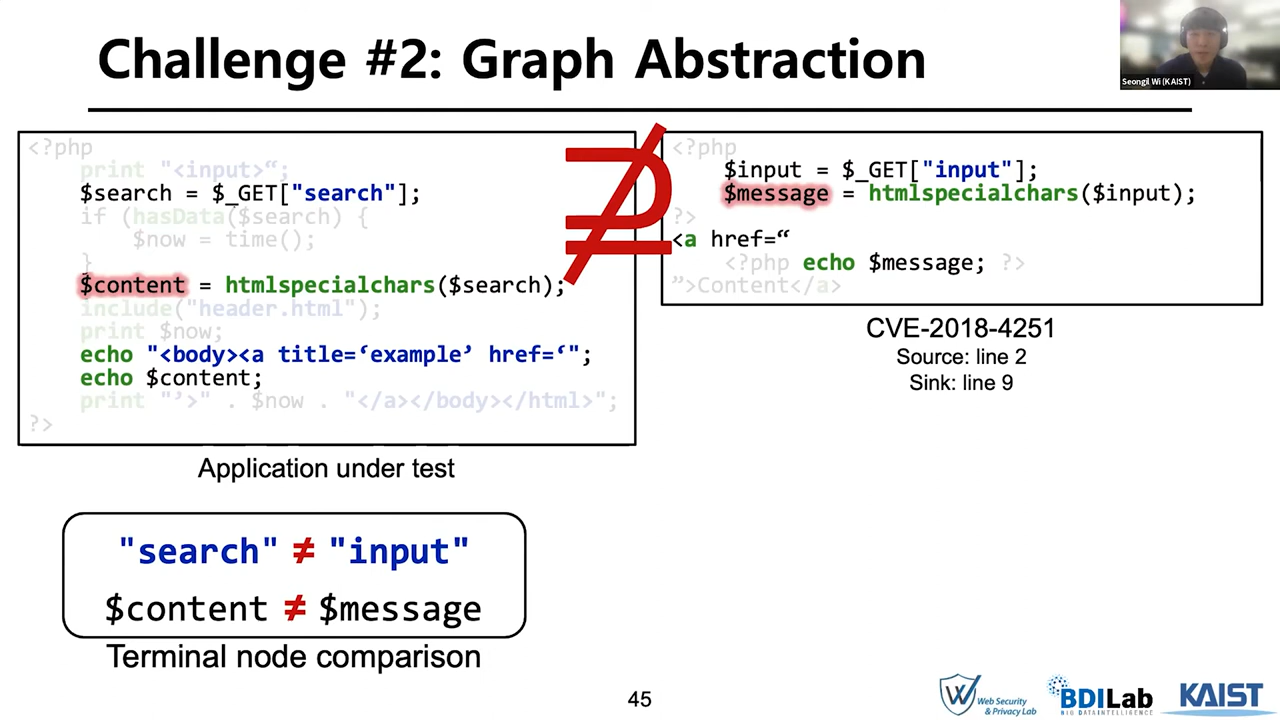 Challenge #2: Graph Abstraction
Seongil Wi (KAIST)
<?php
print "<input>“;
$search = $_GET["search"];
if (hasData($search) {
$now = time();
}
$content = htmlspecialchars($search);
include("header.html");
print $now;
echo "<body><a title=‘example’ href=‘";
echo $content;
print "’>" . $now . "</a></body></html>";
?>
Application under test
⊉
<?php
$input = $_GET["input"];
$message = htmlspecialchars($input);
?>
<a href=“
<?php echo $message; ?>
”>Content</a>
CVE-2018-4251
Source: line 2
Sink: line 9
"search" ≠ "input"
$content ≠ $message
Terminal node comparison
45
W Web Security
& Privacy Lab
BDILab
BIG DATA INTELLIGENCE
KAIST